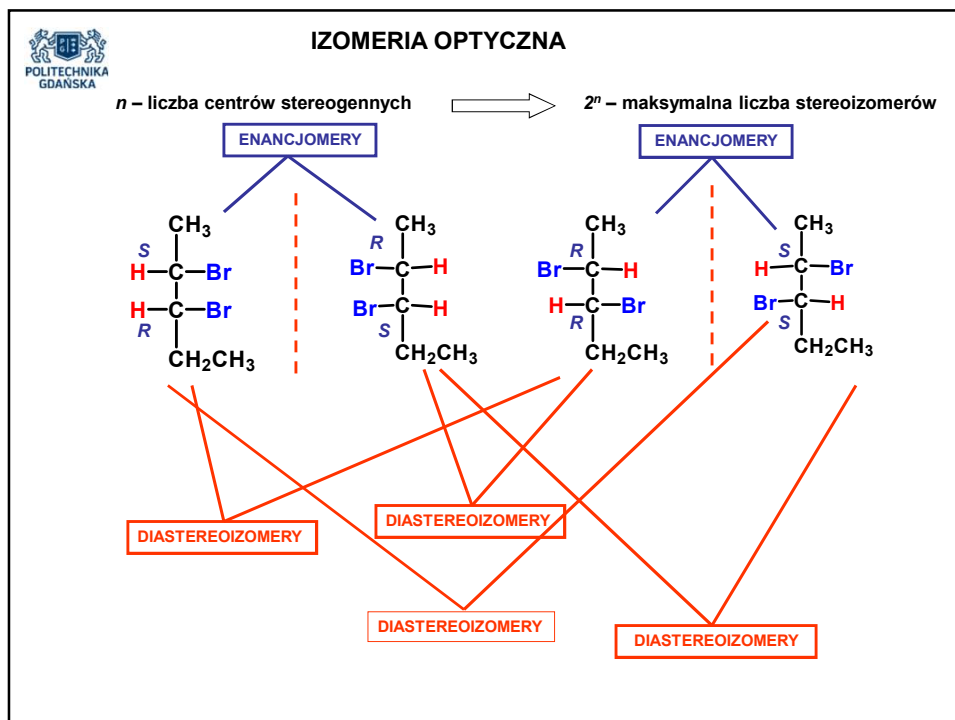 POLITECHNIKA
GDAŃSKA
IZOMERIA OPTYCZNA
n – liczba centrów stereogennych
2ⁿ – maksymalna liczba stereoizomerów
ENANCJOMERY
ENANCJOMERY
CH₃
S
H–C–Br
H–C–Br
R
CH₂CH₃
CH₃
R
Br–C–H
Br–C–H
S
CH₂CH₃
CH₃
R
Br–C–H
H–C–Br
R
CH₂CH₃
CH₃
S
H–C–Br
Br–C–H
S
CH₂CH₃
DIASTEREOIZOMERY
DIASTEREOIZOMERY
DIASTEREOIZOMERY
DIASTEREOIZOMERY